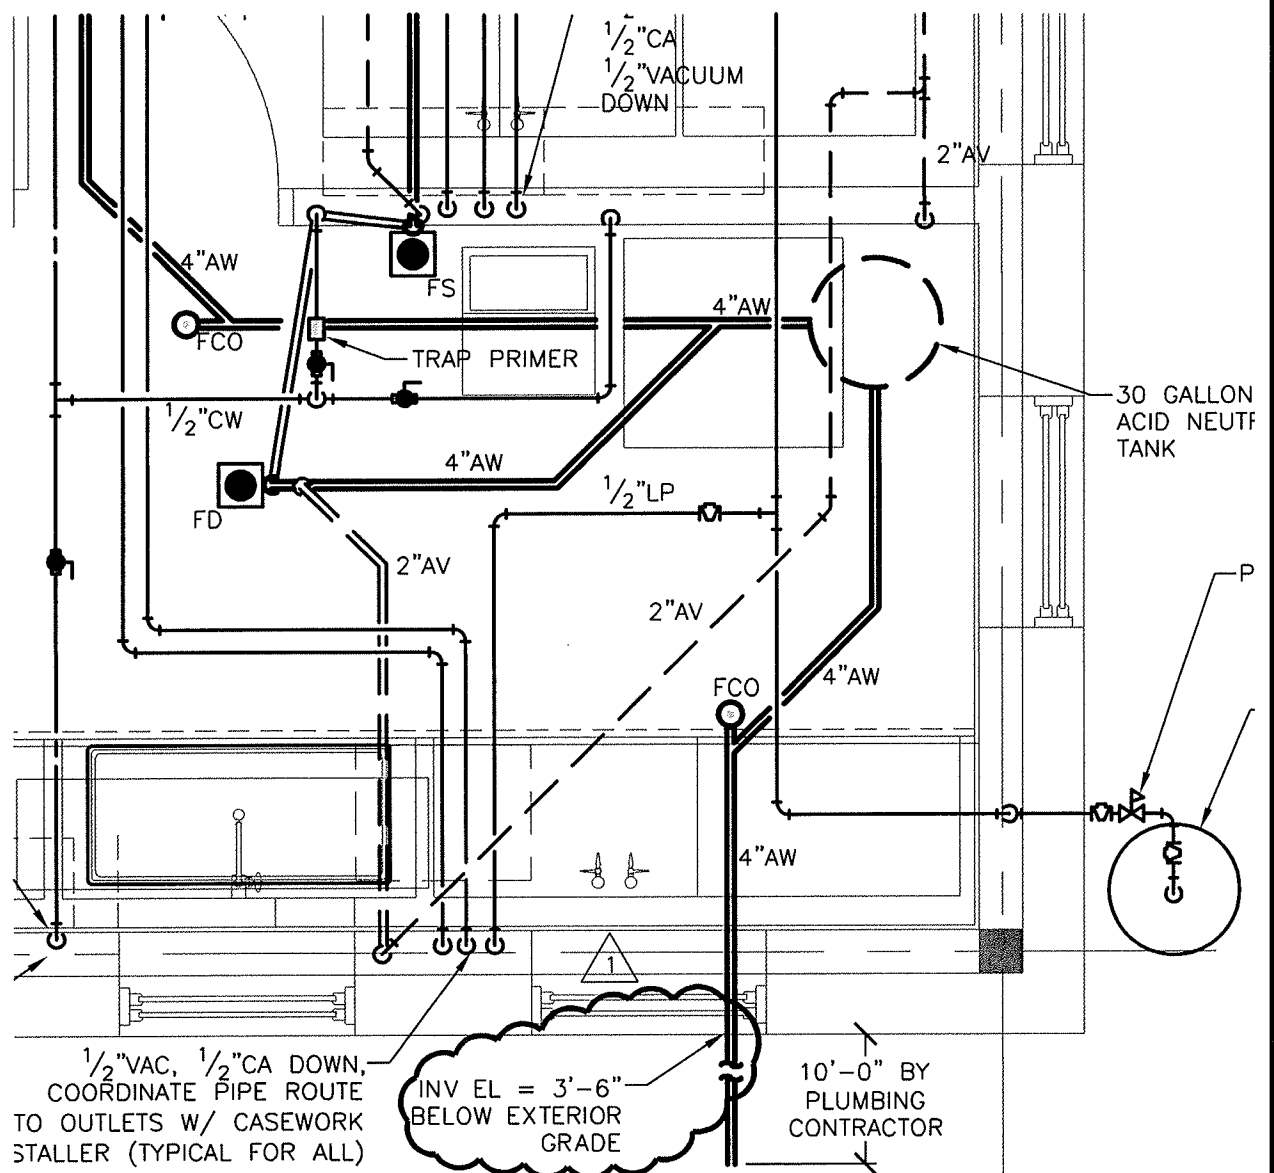 1/2"CA
1/2"VACUUM
DOWN
2"AV
4"AW
FS
4"AW
FCO
TRAP PRIMER
30 GALLON
ACID
TANK
1/2"CW
4"AW
1/2"LP
FD
2"AV
P
2"AV
4"AW
FCO
4"AW
1
1/2"VAC, 1/2"CA DOWN,
COORDINATE PIPE ROUTE
TO OUTLETS W/ CASEWORK
STALLER (TYPICAL FOR ALL)
INV EL = 3'-6"
BELOW EXTERIOR
GRADE
10'-0" BY
PLUMBING
CONTRACTOR